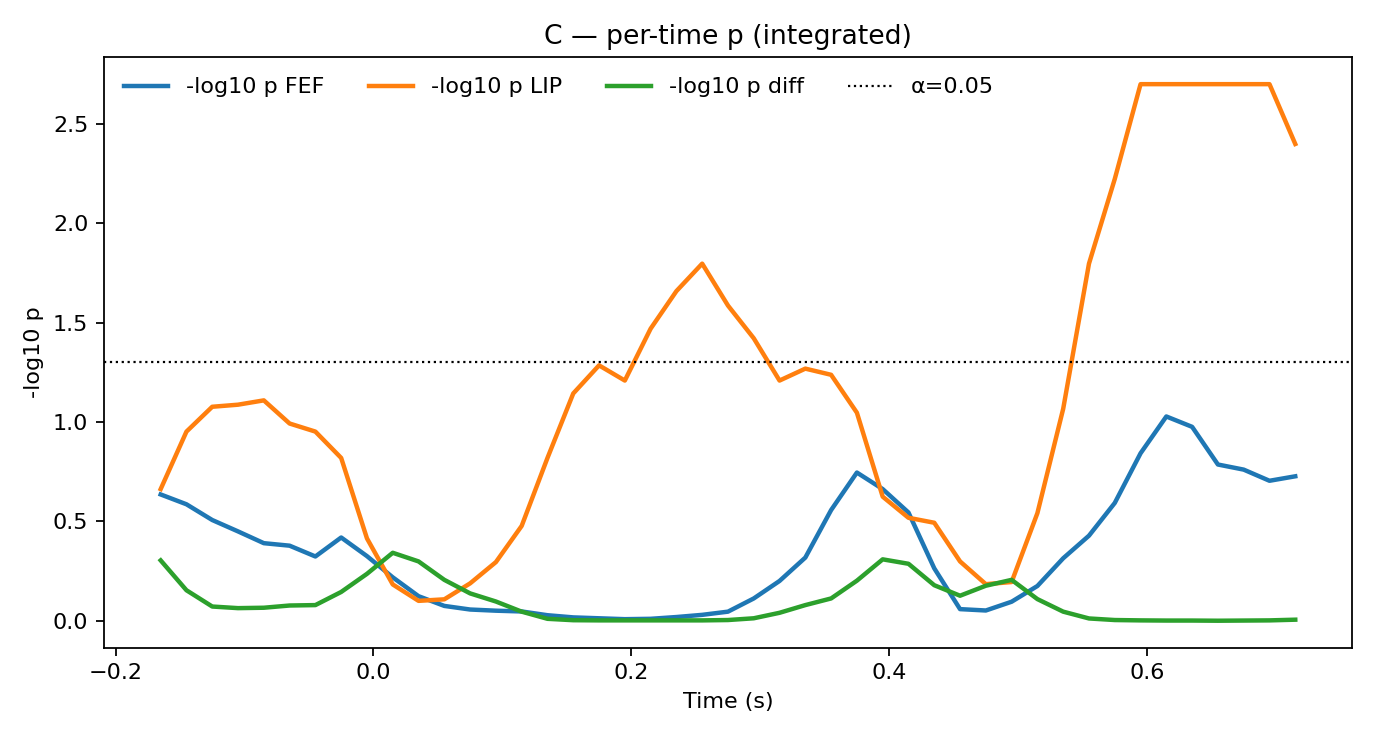 C — per-time p (integrated)
-log10 p FEF -log10 p LIP -log10 p diff α=0.05
2.5
2.0
1.5
1.0
0.5
0.0
-log10 p
−0.2 0.0 0.2 0.4 0.6
Time (s)